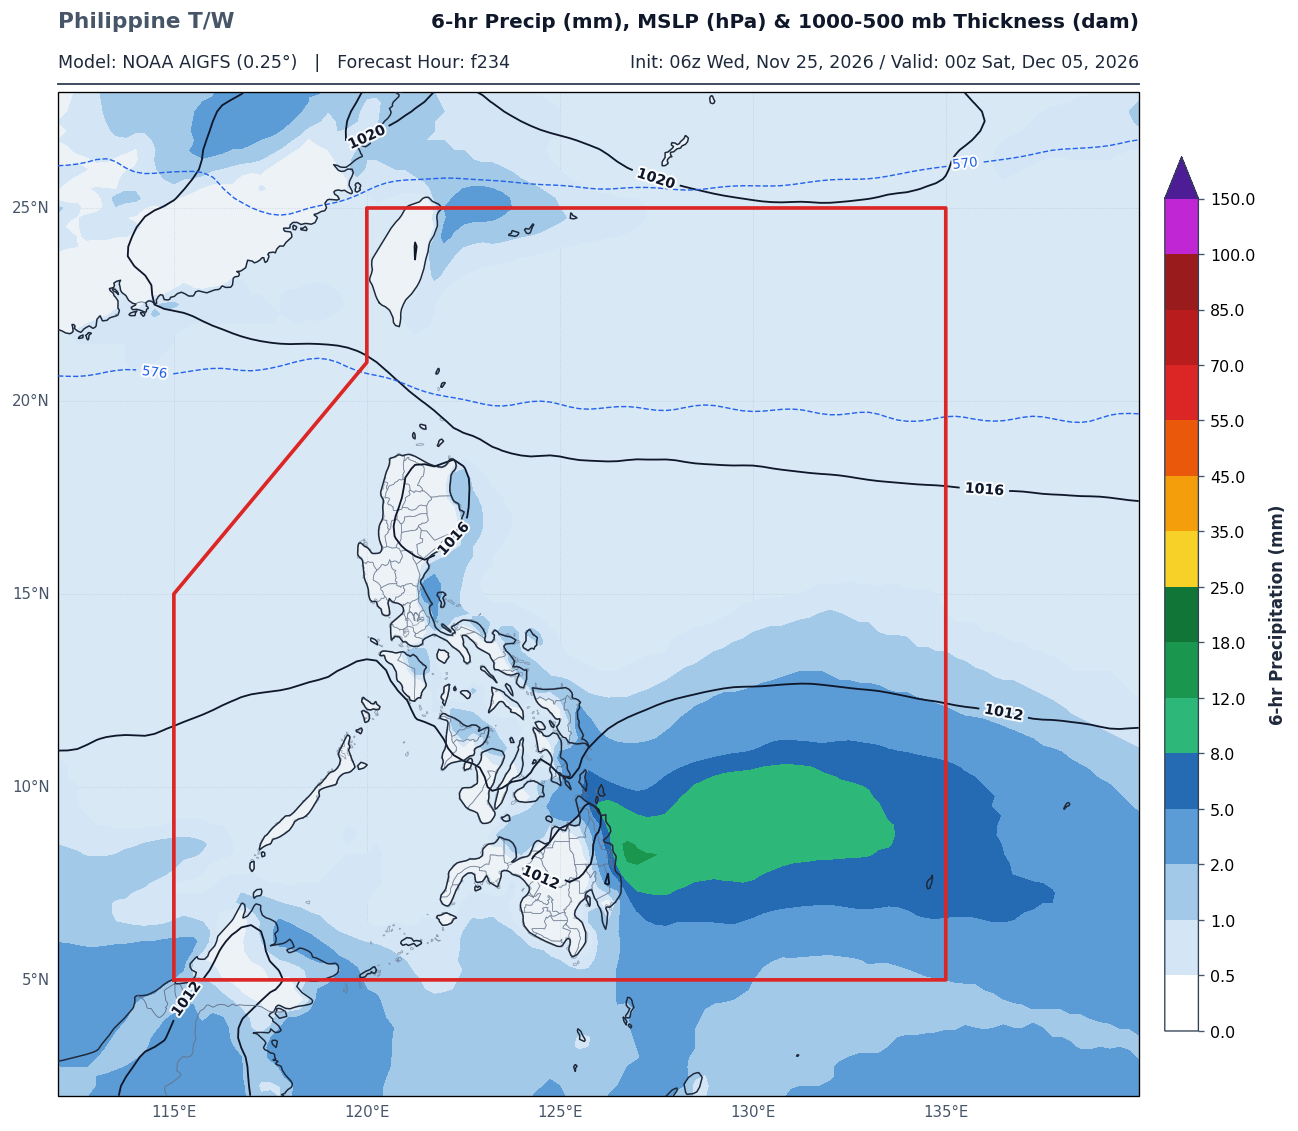 Philippine T/W
6-hr Precip (mm), MSLP (hPa) & 1000-500 mb Thickness (dam)
Model: NOAA AIGFS (0.25°) | Forecast Hour: f234
Init: 06z Wed, Nov 25, 2026 / Valid: 00z Sat, Dec 05, 2026
1020
1020
570
576
1016
1016
1012
1012
1012
25°N
20°N
15°N
10°N
5°N
115°E
120°E
125°E
130°E
135°E
150.0
100.0
85.0
70.0
55.0
45.0
35.0
25.0
18.0
12.0
8.0
5.0
2.0
1.0
0.5
0.0
6-hr Precipitation (mm)